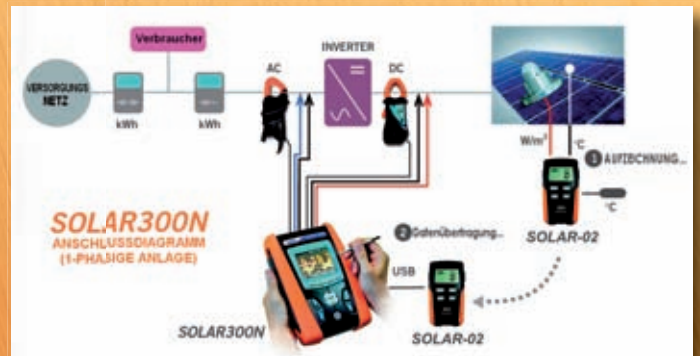 Verbraucher
INVERTER
AC
DC
VERSORGUNGS
NETZ
kWh
kWh
W/m²
°C
1 AUFZEICHNUNG...
°C
SOLAR-02
SOLAR300N
ANSCHLUSSDIAGRAMM
(1-PHASIGE ANLAGE)
2 Datenübertragung...
USB
SOLAR300N
SOLAR-02